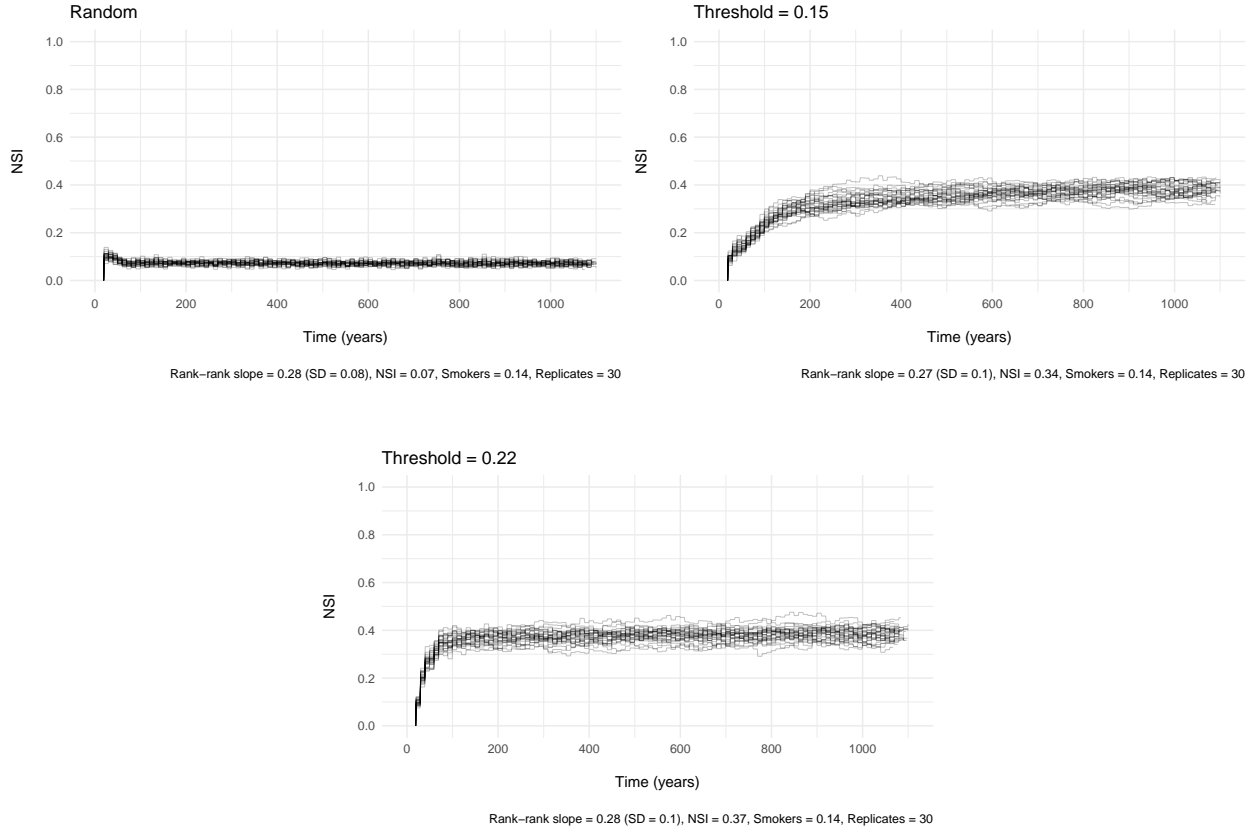 Random
1.0
0.8
0.6
0.4
0.2
0.0
NSI
0 200 400 600 800 1000
Time (years)
Rank−rank slope = 0.28 (SD = 0.08), NSI = 0.07, Smokers = 0.14, Replicates = 30
Threshold = 0.15
1.0
0.8
0.6
0.4
0.2
0.0
NSI
0 200 400 600 800 1000
Time (years)
Rank−rank slope = 0.27 (SD = 0.1), NSI = 0.34, Smokers = 0.14, Replicates = 30
Threshold = 0.22
1.0
0.8
0.6
0.4
0.2
0.0
NSI
0 200 400 600 800 1000
Time (years)
Rank−rank slope = 0.28 (SD = 0.1), NSI = 0.37, Smokers = 0.14, Replicates = 30